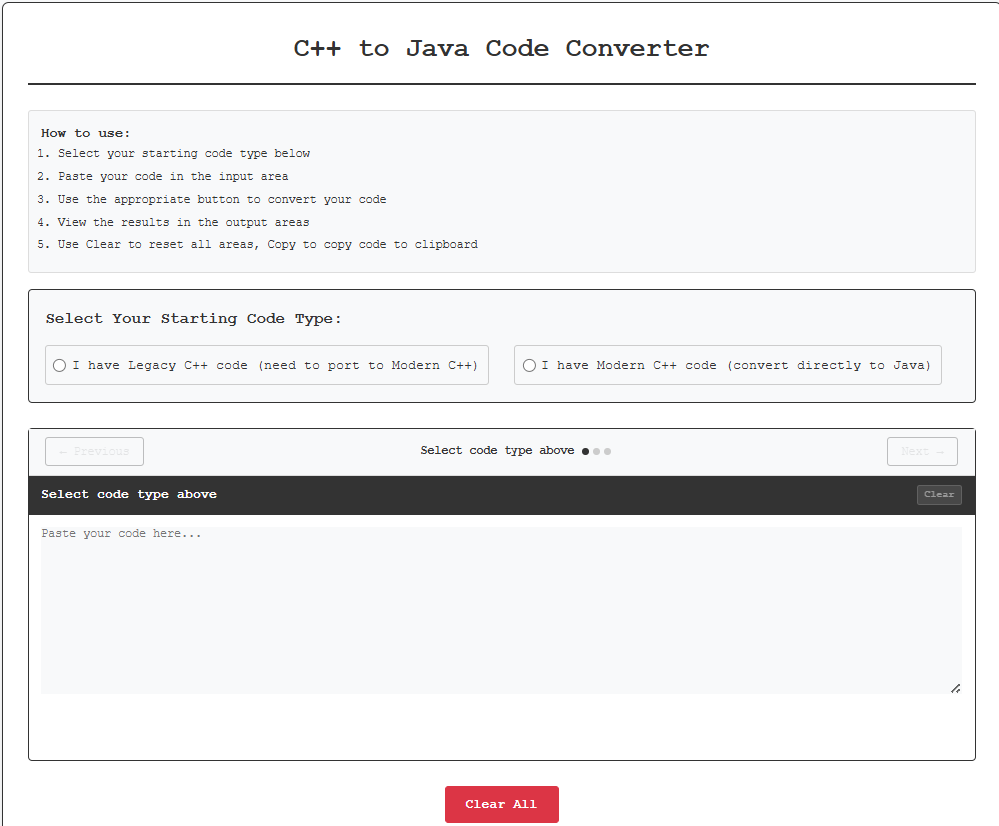 C++ to Java Code Converter
How to use:
1. Select your starting code type below
2. Paste your code in the input area
3. Use the appropriate button to convert your code
4. View the results in the output areas
5. Use Clear to reset all areas, Copy to copy code to clipboard
Select Your Starting Code Type:
I have Legacy C++ code (need to port to Modern C++) I have Modern C++ code (convert directly to Java)
← Previous Select code type above Next →
Select code type above Clear
Paste your code here...
Clear All